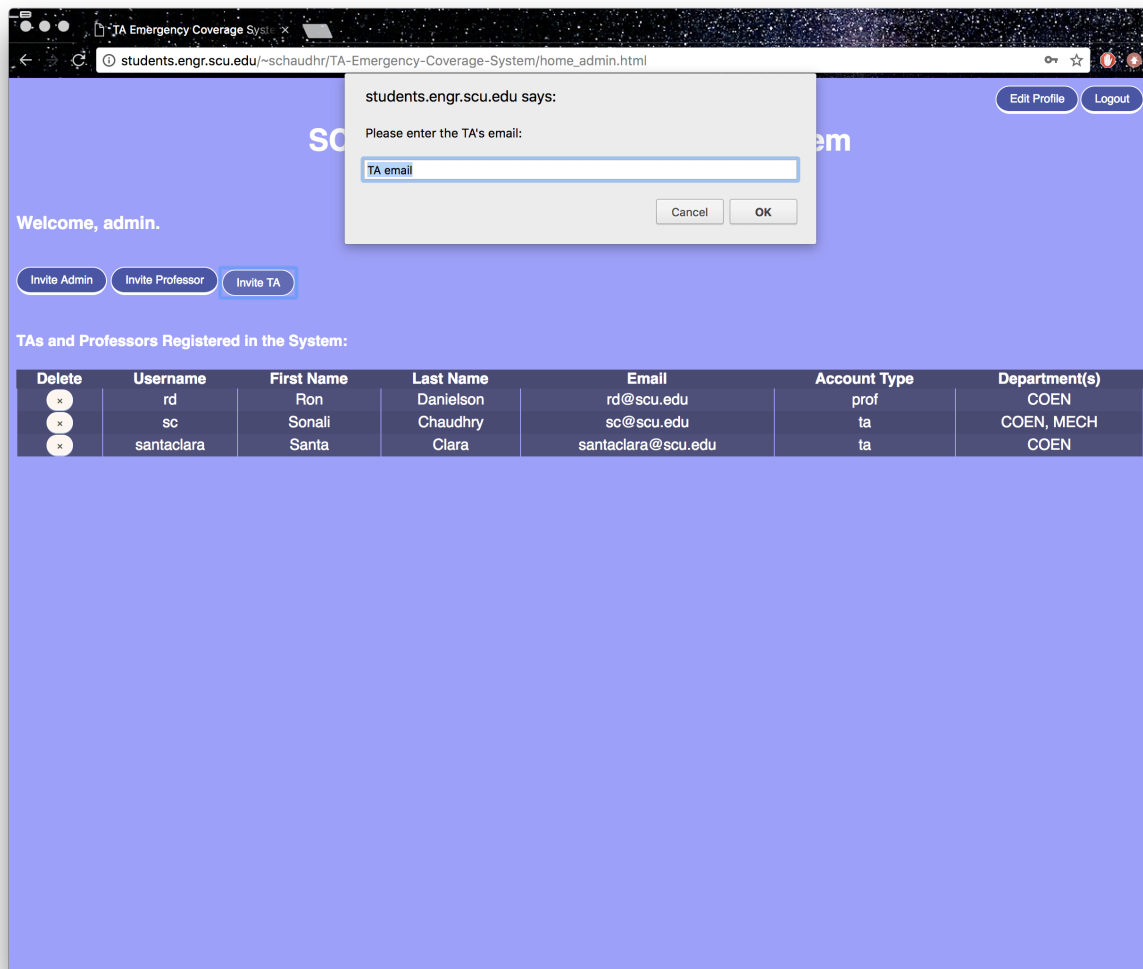 TA Emergency Coverage Syste ×
students.engr.scu.edu/~schaudhr/TA-Emergency-Coverage-System/home_admin.html
students.engr.scu.edu says:
Please enter the TA's email:
TA email
Cancel OK
Edit Profile Logout
Welcome, admin.
Invite Admin Invite Professor Invite TA
TAs and Professors Registered in the System:
Delete Username First Name Last Name Email Account Type Department(s)
× rd Ron Danielson rd@scu.edu prof COEN
× sc Sonali Chaudhry sc@scu.edu ta COEN, MECH
× santaclara Santa Clara santaclara@scu.edu ta COEN